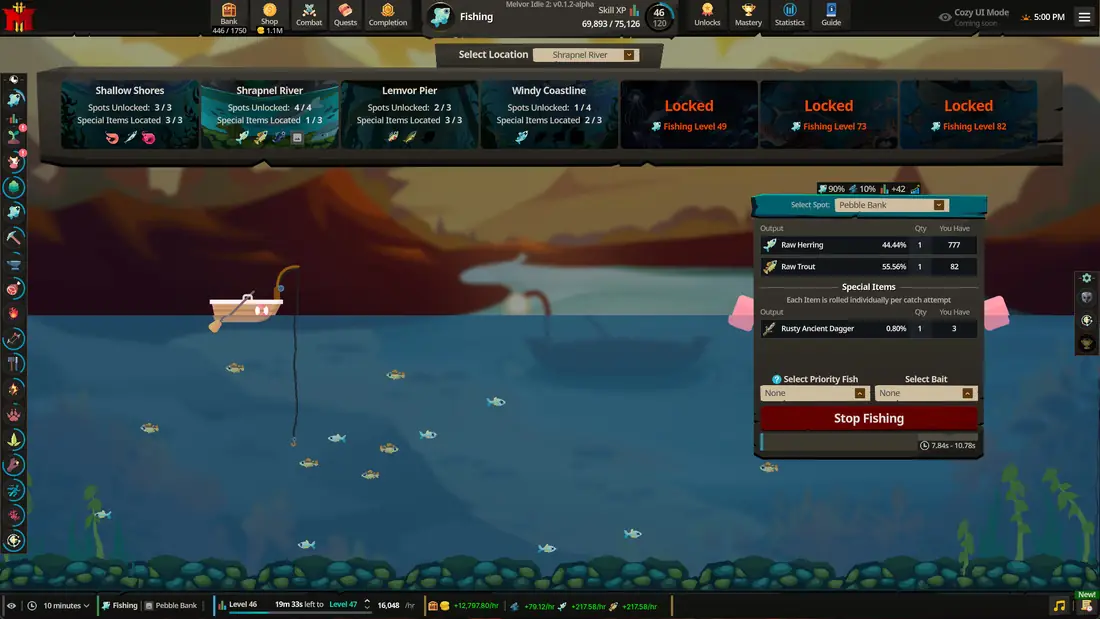 Melvor Idle 2: v0.1.2-alpha
Bank
446 / 1750
Shop
1.1M
Combat
Quests
Completion
Fishing
Skill XP
69,893 / 75,126
46
120
Unlocks
Mastery
Statistics
Guide
Cozy UI Mode
Coming soon
5:00 PM
Select Location
Shrapnel River
Shallow Shores
Spots Unlocked: 3 / 3
Special Items Located: 3 / 3
Shrapnel River
Spots Unlocked: 4 / 4
Special Items Located: 1 / 3
Lemvor Pier
Spots Unlocked: 2 / 3
Special Items Located: 3 / 3
Windy Coastline
Spots Unlocked: 1 / 4
Special Items Located: 2 / 3
Locked
Fishing Level 49
Locked
Fishing Level 73
Locked
Fishing Level 82
90% 10% +42
Select Spot: Pebble Bank
Output Qty You Have
Raw Herring 44.44% 1 777
Raw Trout 55.56% 1 82
Special Items
Each Item is rolled individually per catch attempt
Output Qty You Have
Rusty Ancient Dagger 0.80% 1 3
? Select Priority Fish
None
Select Bait
None
Stop Fishing
7.84s - 10.78s
10 minutes
Fishing
Pebble Bank
Level 46
19m 33s left to Level 47
16,048 /hr
+12,797.80/hr
+79.12/hr
+217.58/hr
+217.58/hr
New!